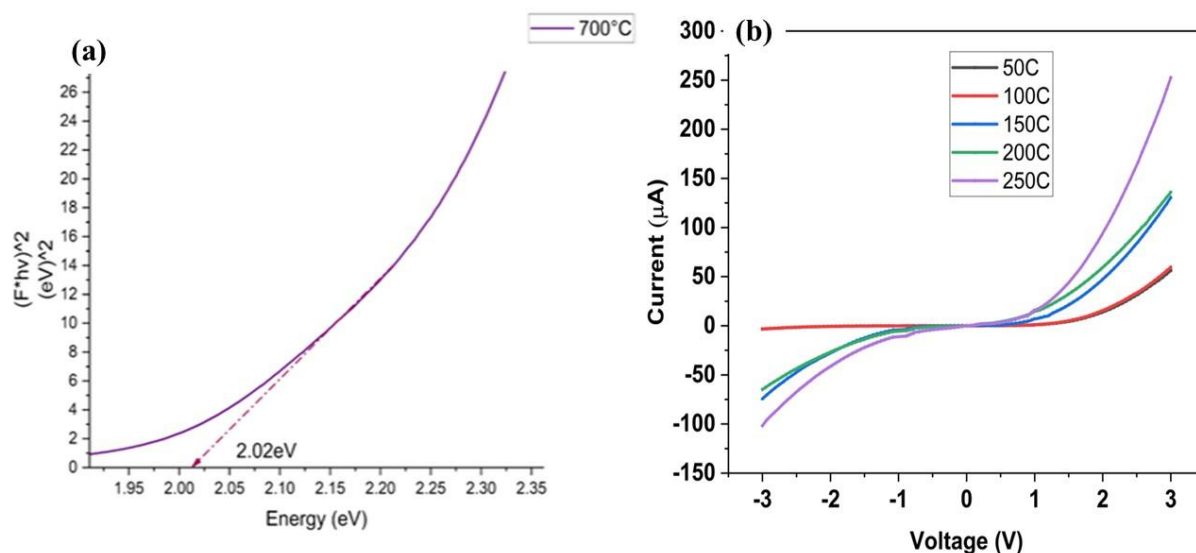 (a)
700°C
(F*hv)^2
(eV)^2
26
24
22
20
18
16
14
12
10
8
6
4
2
0
2.02eV
1.95
2.00
2.05
2.10
2.15
2.20
2.25
2.30
2.35
Energy (eV)
(b)
50C
100C
150C
200C
250C
Current (µA)
300
250
200
150
100
50
0
-50
-100
-150
-3
-2
-1
0
1
2
3
Voltage (V)